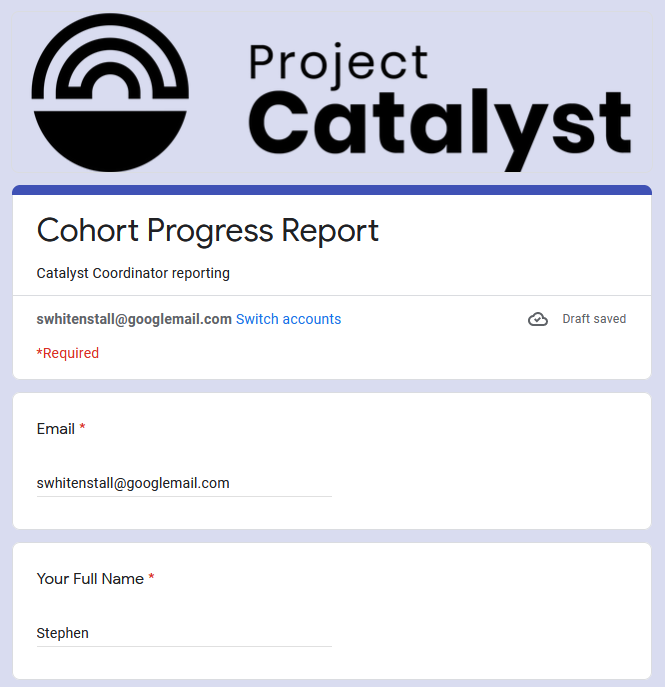 Project
Catalyst
Cohort Progress Report
Catalyst Coordinator reporting
swhitenstall@googlemail.com Switch accounts Draft saved
*Required
Email *
swhitenstall@googlemail.com
Your Full Name *
Stephen